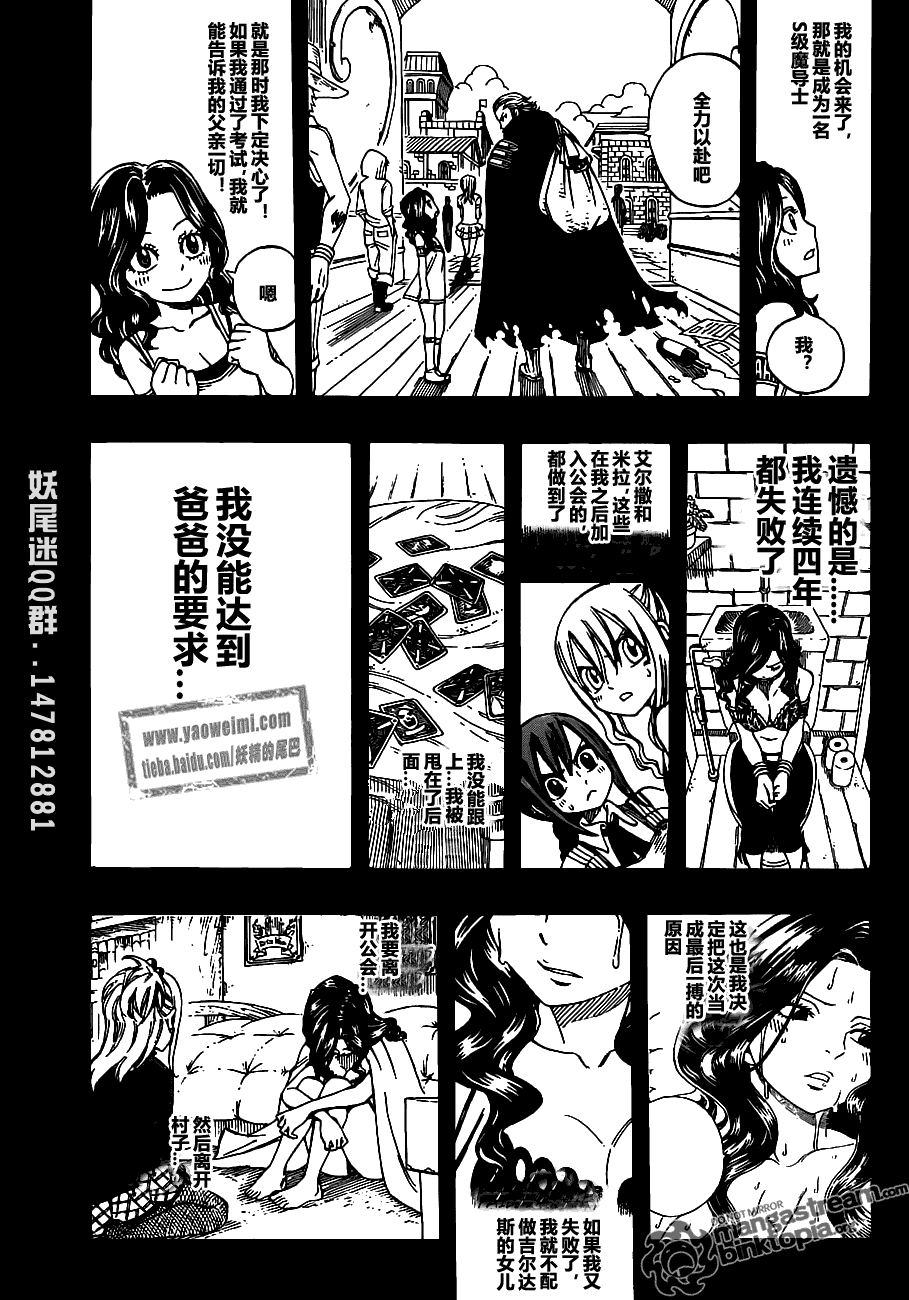 我的机会来了,
那就是成为一名
S级魔导士
我?
全力以赴吧
就是那时我下定决心了!
如果我通过了考试,我就
能告诉我的父亲一切!
嗯
遗憾的是……
我连续四年
都失败了
艾尔撒和
米拉,这些
在我之后加
入公会的,
都做到了
我没能跟
上…我被
甩在了后
面…
我没能达到
爸爸的要求…
www.yaoweimi.com
tieba.baidu.com/妖精的尾巴
妖尾迷QQ群..147812881
这也是我决
定把这次当
成最后一搏的
原因
如果我又
失败了,
我就不配
做吉尔达
斯的女儿
我要离
开公会…
然后离开
村子…
DO NOT MIRROR
mangastream.com
binktopia.org